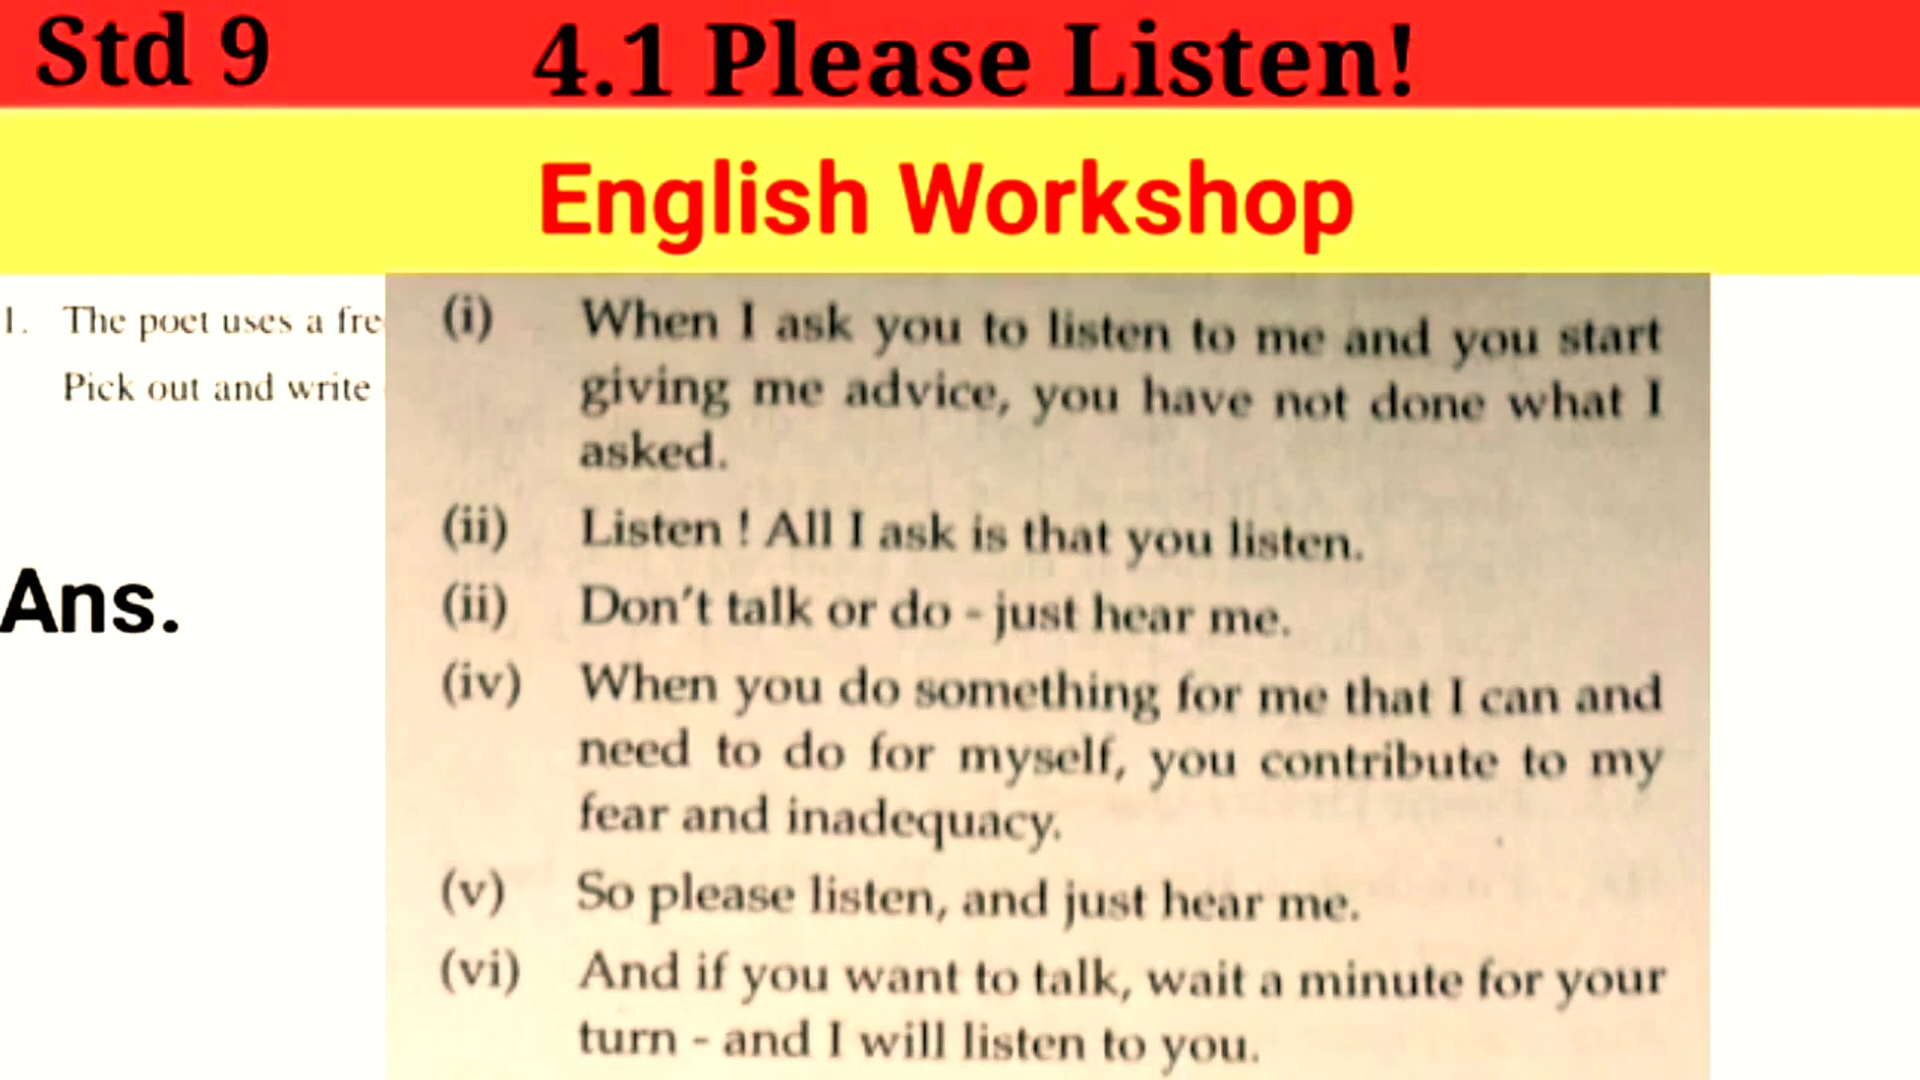 Std 9
4.1 Please Listen!
English Workshop
1. The poet uses a fre
Pick out and write
Ans.
(i) When I ask you to listen to me and you start
giving me advice, you have not done what I
asked.
(ii) Listen ! All I ask is that you listen.
(ii) Don't talk or do - just hear me.
(iv) When you do something for me that I can and
need to do for myself, you contribute to my
fear and inadequacy.
(v) So please listen, and just hear me.
(vi) And if you want to talk, wait a minute for your
turn - and I will listen to you.